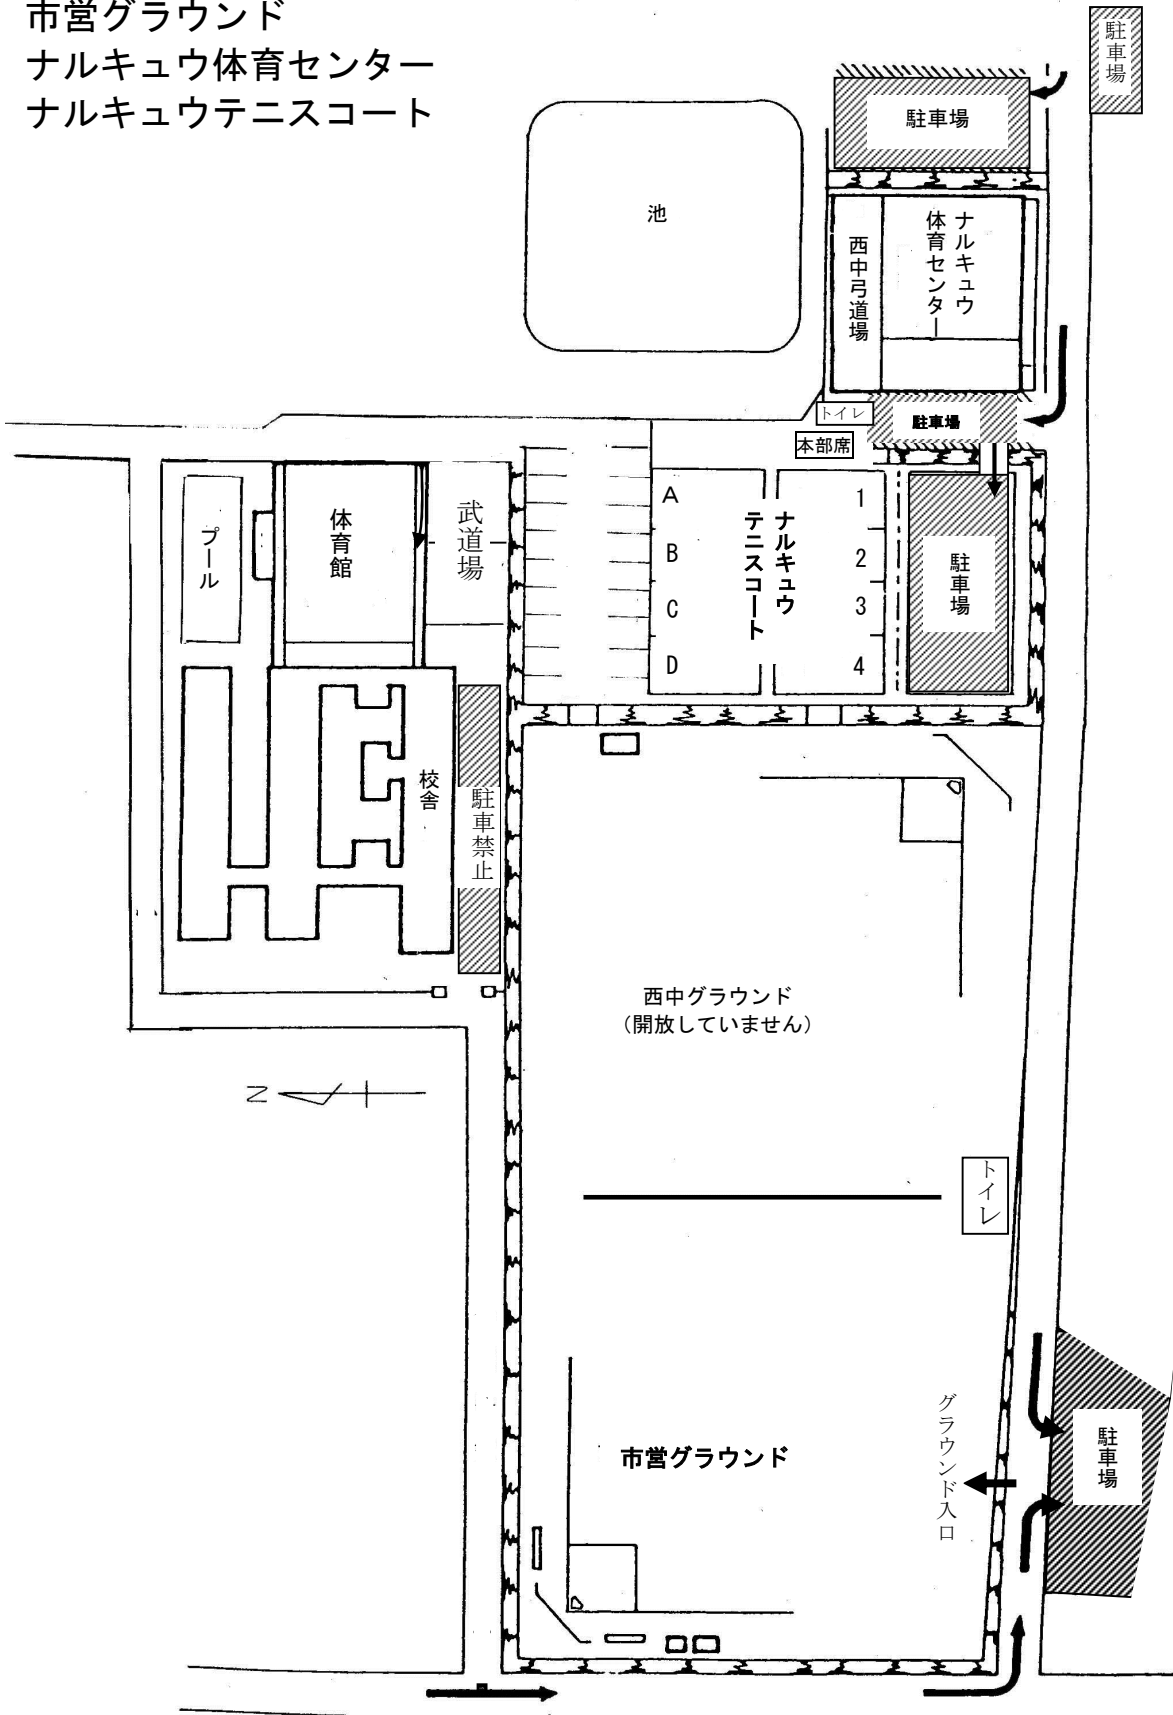 市営グラウンド
ナルキュウ体育センター
ナルキュウテニスコート
駐車場
駐車場
池
西中弓道場
ナルキュウ
体育センター
トイレ
駐車場
本部席
プール
体育館
武道場
A
B
C
D
ナルキュウ
テニスコート
1
2
3
4
駐車場
校舎
駐車禁止
西中グラウンド
(開放していません)
N
トイレ
市営グラウンド
グラウンド入口
駐車場